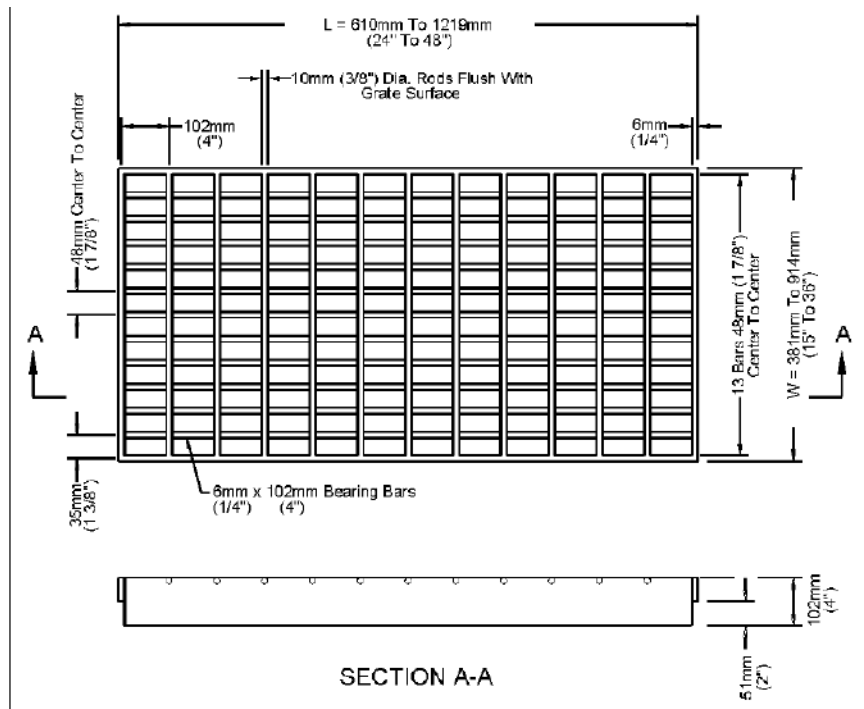 L = 610mm To 1219mm
(24" To 48")
10mm (3/8") Dia. Rods Flush With
Grate Surface
102mm
(4")
6mm
(1/4")
48mm Center To Center
(1 7/8")
13 Bars 48mm (1 7/8")
Center To Center
W = 381mm To 914mm
(15" To 36")
A
A
35mm
(1 3/8")
6mm x 102mm Bearing Bars
(1/4") (4")
102mm
(4")
51mm
(2")
SECTION A-A